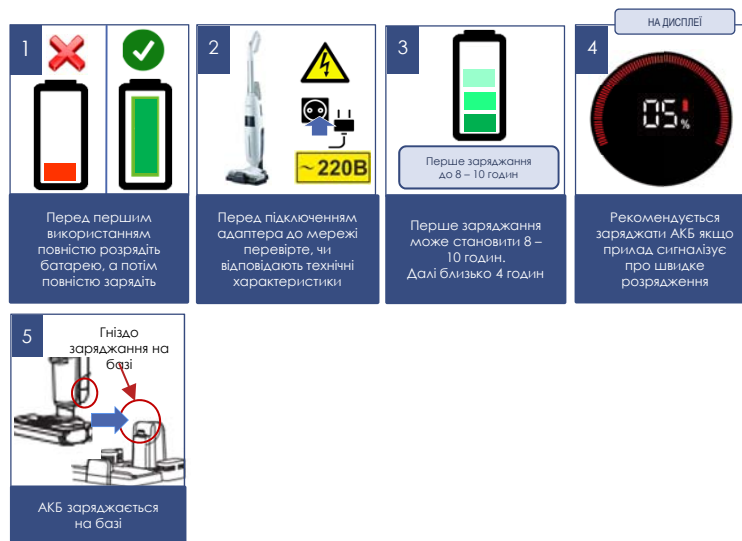 НА ДИСПЛЕЇ
1
2
~220В
3
Перше заряджання
до 8 – 10 годин
4
05%
Перед першим
використанням
повністю розрядіть
батарею, а потім
повністю зарядіть
Перед підключенням
адаптера до мережі
перевірте, чи
відповідають технічні
характеристики
Перше заряджання
може становити 8 –
10 годин.
Далі близько 4 годин
Рекомендується
заряджати АКБ якщо
прилад сигналізує
про швидке
розрядження
5
Гніздо
заряджання на
базі
АКБ заряджається
на базі